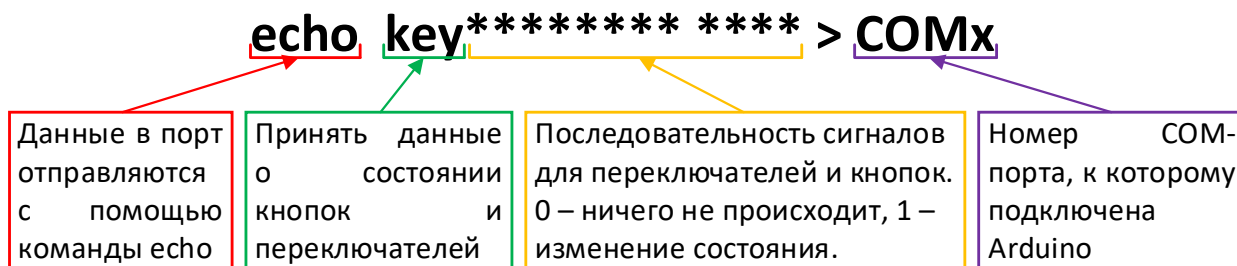 echo key******** **** > COMx
Данные в порт
отправляются
с помощью
команды echo
Принять данные
о состоянии
кнопок и
переключателей
Последовательность сигналов
для переключателей и кнопок.
0 – ничего не происходит, 1 –
изменение состояния.
Номер COM-
порта, к которому
подключена
Arduino